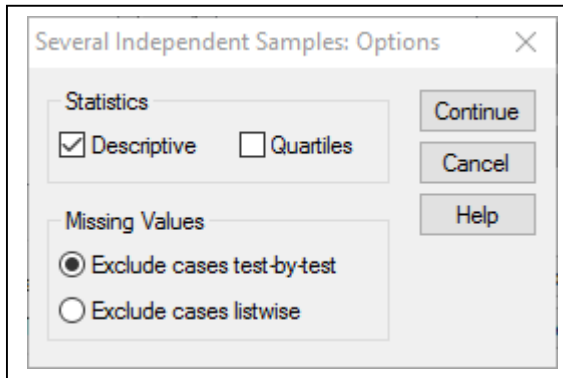 Several Independent Samples: Options
Statistics
Descriptive
Quartiles
Missing Values
Exclude cases test-by-test
Exclude cases listwise
Continue
Cancel
Help